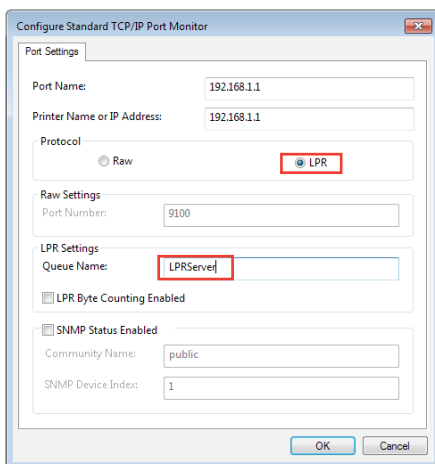 Configure Standard TCP/IP Port Monitor
Port Settings
Port Name: 192.168.1.1
Printer Name or IP Address: 192.168.1.1
Protocol
Raw LPR
Raw Settings
Port Number: 9100
LPR Settings
Queue Name: LPRServer
LPR Byte Counting Enabled
SNMP Status Enabled
Community Name: public
SNMP Device Index: 1
OK Cancel